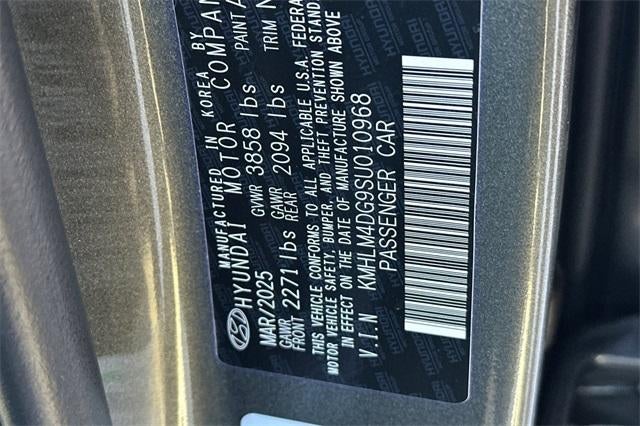 MANUFACTURED IN KOREA BY
HYUNDAI MOTOR COMPAN
MAR/2025 GVWR 3858 lbs PAINT
GAWR FRONT 2271 lbs GAWR REAR 2094 lbs TRIM N
THIS VEHICLE CONFORMS TO ALL APPLICABLE U.S.A. FEDERA
MOTOR VEHICLE SAFETY, BUMPER, AND THEFT PREVENTION STAND
IN EFFECT ON THE DATE OF MANUFACTURE SHOWN ABOVE
V.I.N KMHLM4DG9SU010968
PASSENGER CAR